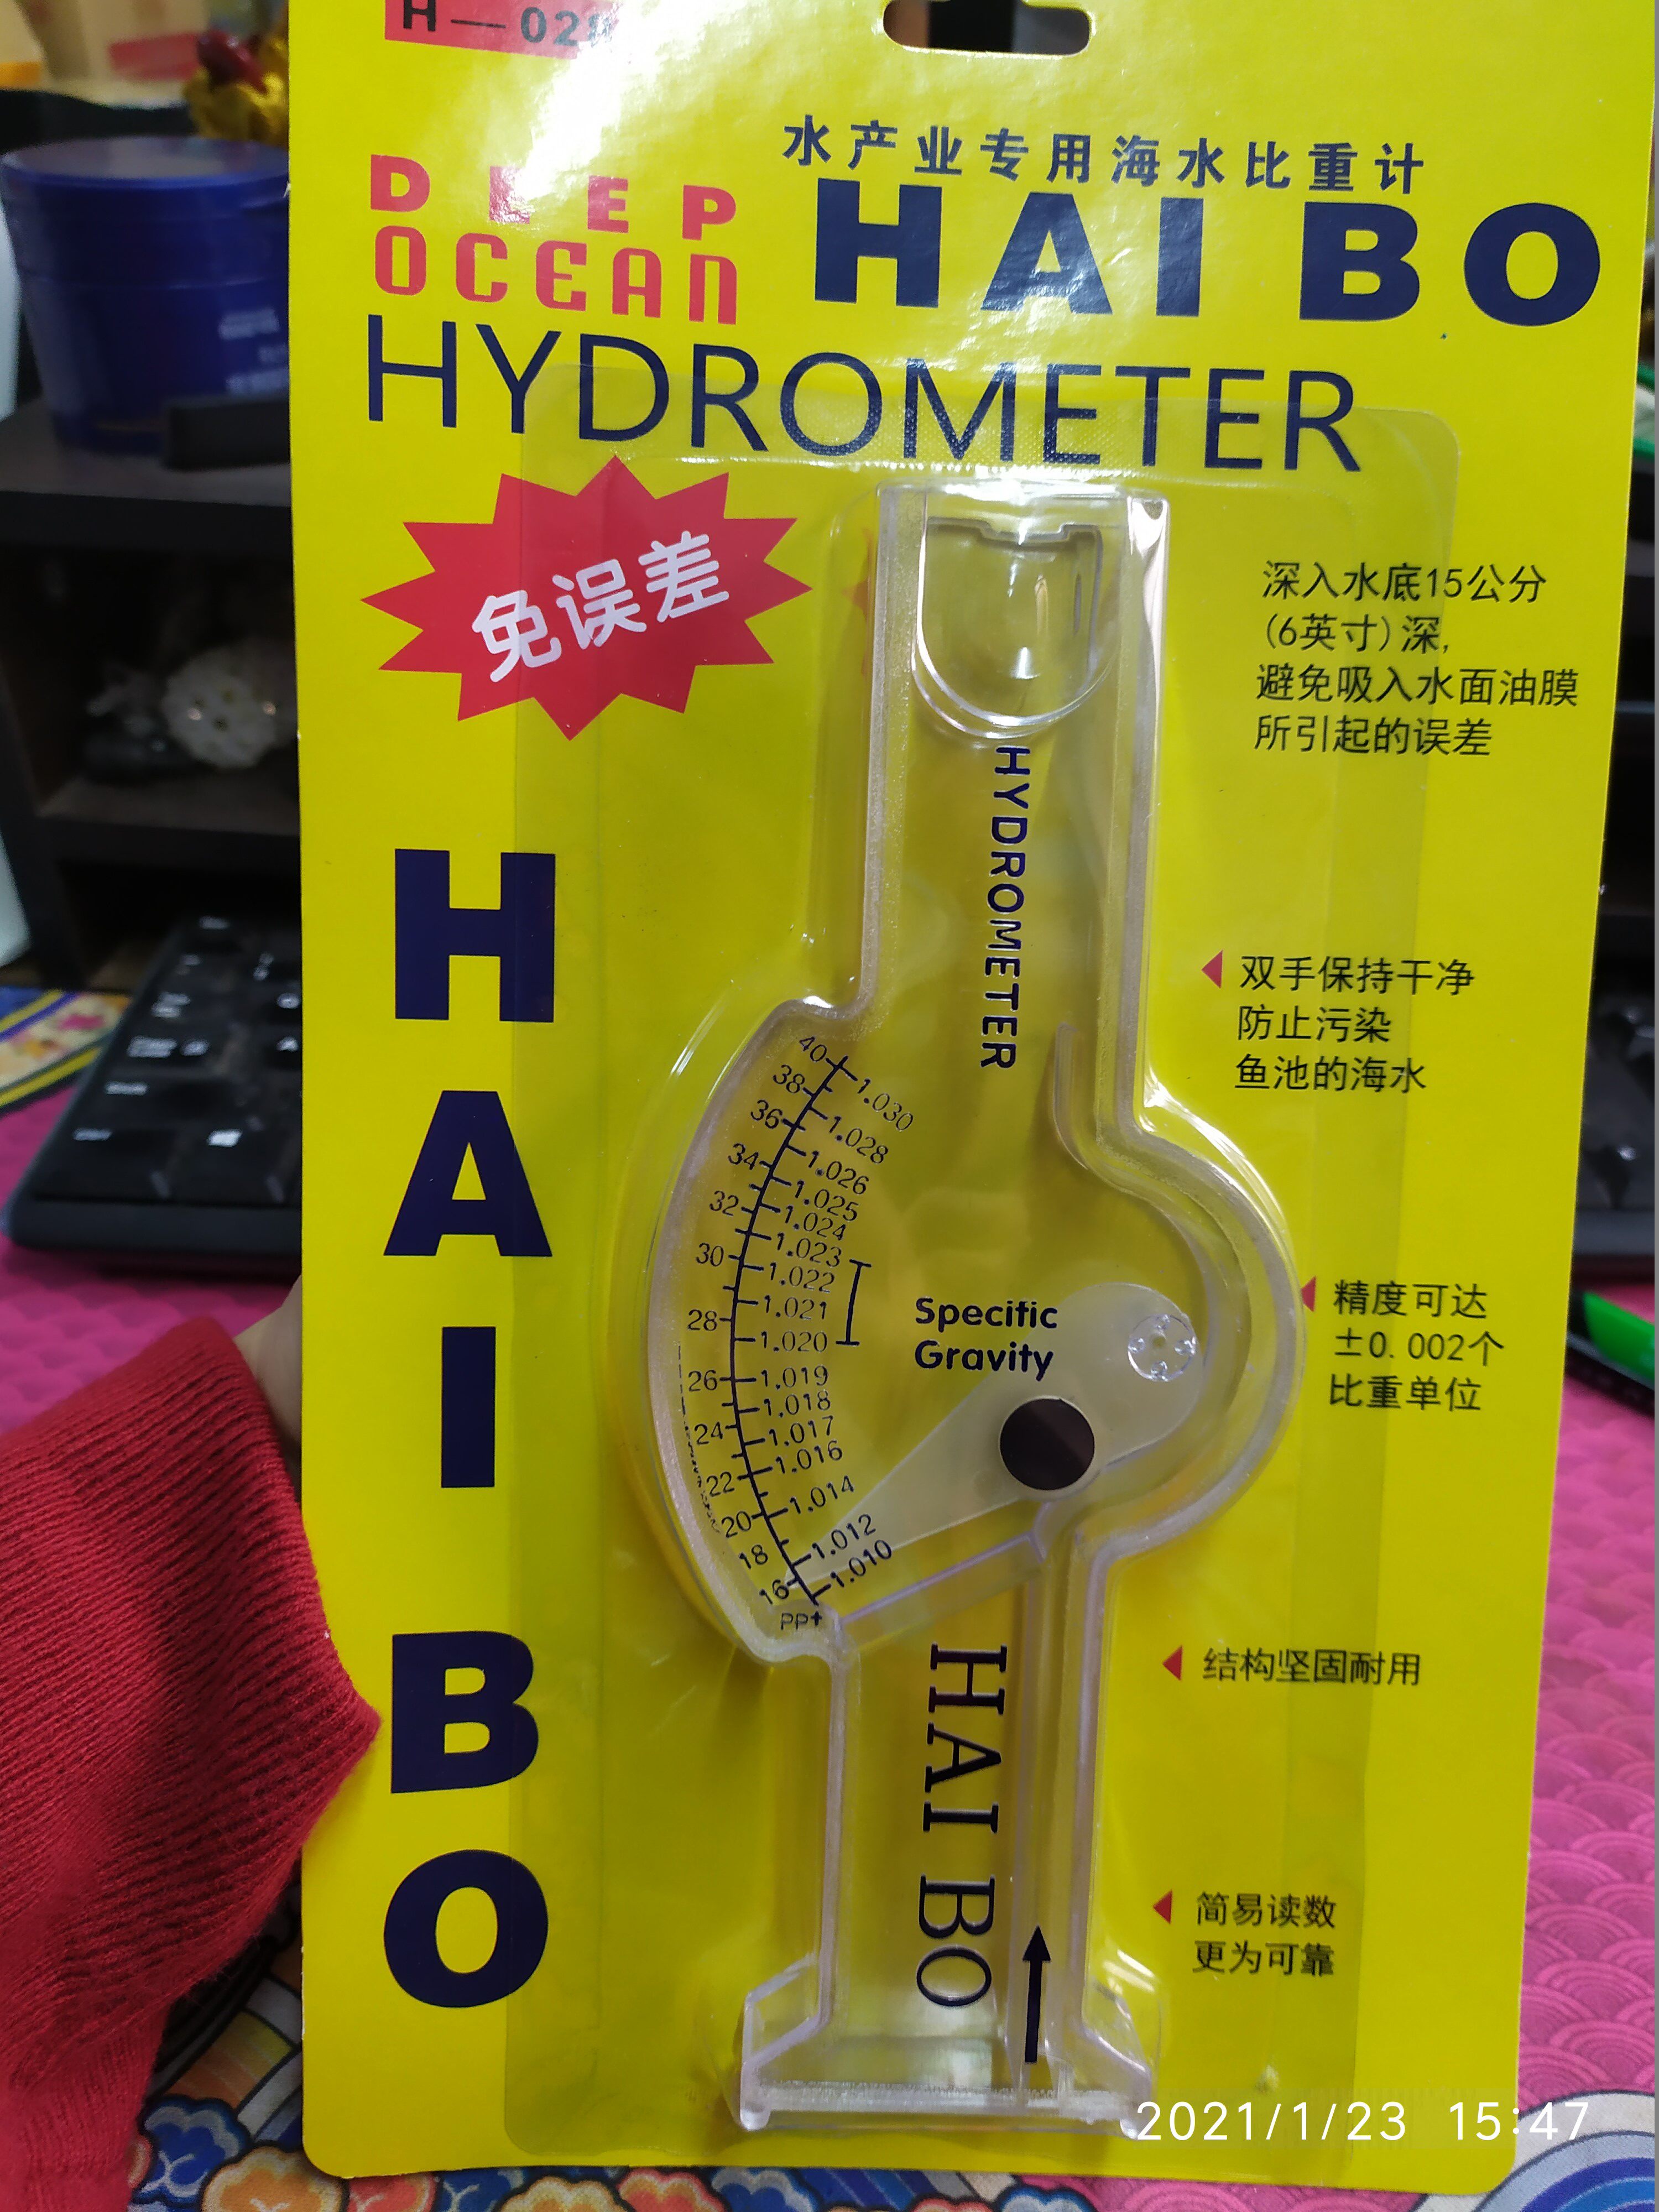 水产业专用海水比重计
DEEP
OCEAN
HAI BO
HYDROMETER
免误差
深入水底15公分
(6英寸)深,
避免吸入水面油膜
所引起的误差
HYDROMETER
双手保持干净
防止污染
鱼池的海水
HAI BO
40 1.030
38
36 1.028
34 1.026
1.025
32 1.024
1.023
30 1.022
1.021
28 1.020
26 1.019
1.018
24 1.017
1.016
22
1.014
20
1.012
18
1.010
16
PPt
Specific
Gravity
精度可达
±0.002个
比重单位
结构坚固耐用
HAI BO
简易读数
更为可靠
2021/1/23 15:47